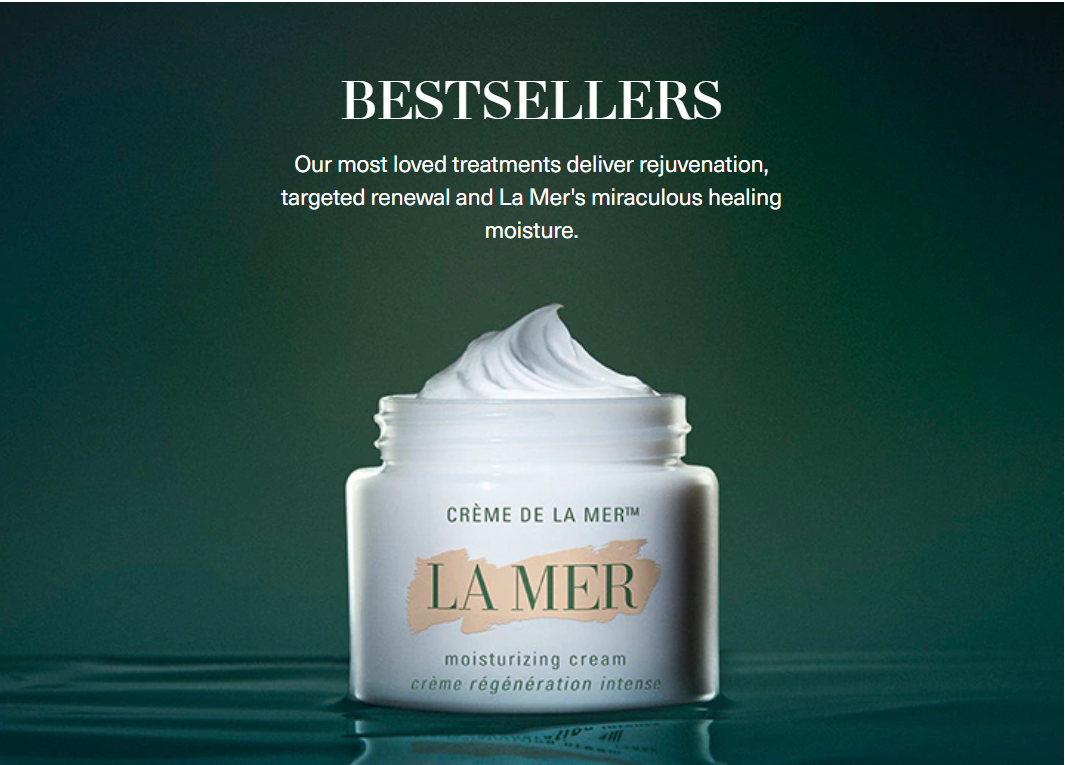 BESTSELLERS
Our most loved treatments deliver rejuvenation,
targeted renewal and La Mer's miraculous healing
moisture.
CRÈME DE LA MER™
LA MER
moisturizing cream
crème régénération intense